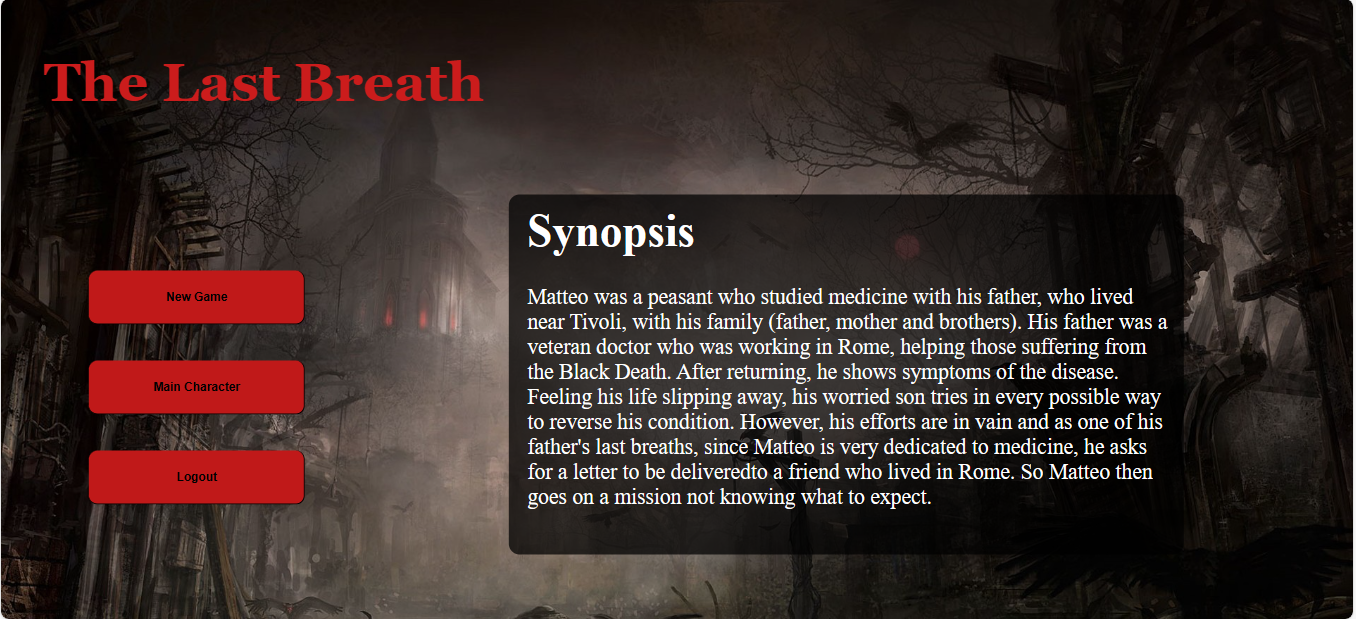 The Last Breath
Synopsis
New Game
Main Character
Logout
Matteo was a peasant who studied medicine with his father, who lived
near Tivoli, with his family (father, mother and brothers). His father was a
veteran doctor who was working in Rome, helping those suffering from
the Black Death. After returning, he shows symptoms of the disease.
Feeling his life slipping away, his worried son tries in every possible way
to reverse his condition. However, his efforts are in vain and as one of his
father's last breaths, since Matteo is very dedicated to medicine, he asks
for a letter to be deliveredto a friend who lived in Rome. So Matteo then
goes on a mission not knowing what to expect.